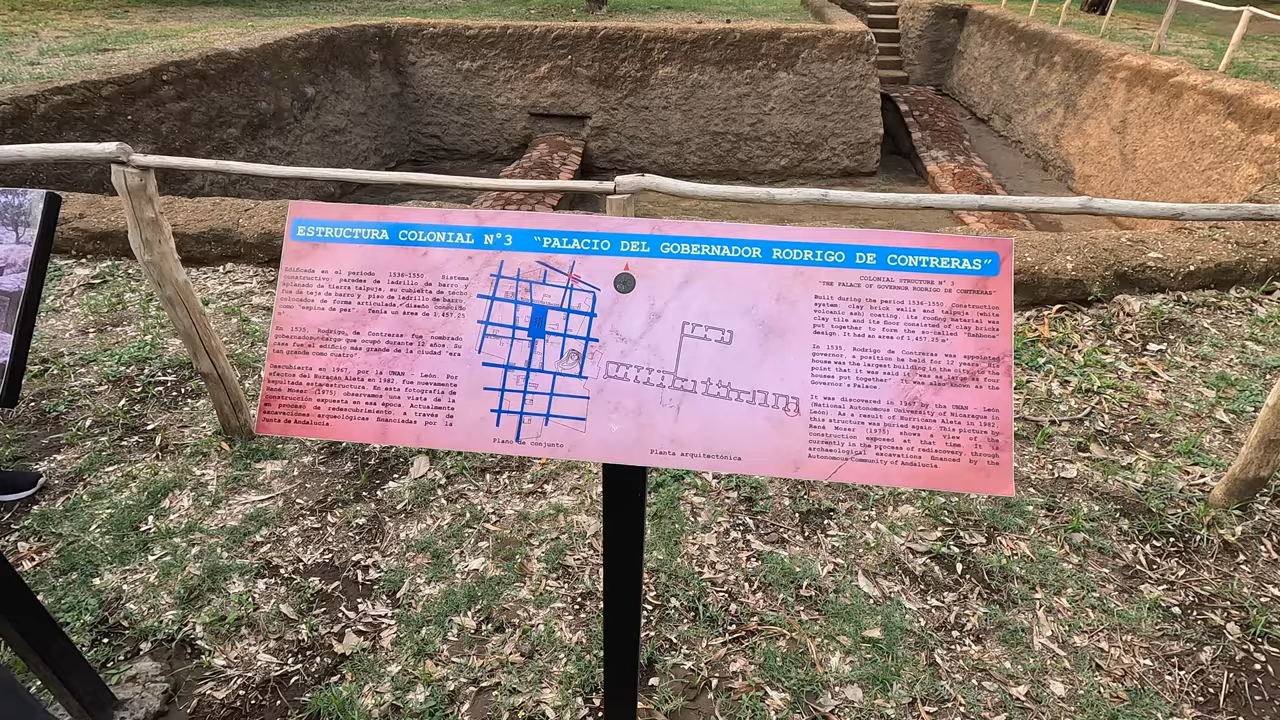 ESTRUCTURA COLONIAL N°3 “PALACIO DEL GOBERNADOR RODRIGO DE CONTRERAS”
Edificada en el periodo 1536-1550. Sistema
constructivo: paredes de ladrillo de barro y
aplanado de tierra talpuja, su cubierta de techo
fue de teja de barro y piso de ladrillo de barro,
colocados de forma articulada, diseño conocido
"espina de pez". Tenía un área de 1,457.25
En 1535, Rodrigo de Contreras fue nombrado
gobernador, cargo que ocupó durante 12 años. Su
casa fue el edificio más grande de la ciudad "era
tan grande como cuatro"
Descubierta en 1967, por la UNAN - León. Por
efectos del Huracán Aleta en 1982, fue nuevamente
sepultada esta estructura. En esta fotografía de
René Moser (1975) observamos una vista de la
construcción expuesta en esa época. Actualmente
en proceso de redescubrimiento, a través de
excavaciones arqueológicas financiadas por la
Junta de Andalucía.
Plano de conjunto
Planta arquitectónica
COLONIAL STRUCTURE N° 3
"THE PALACE OF GOVERNOR RODRIGO DE CONTRERAS"
Built during the period 1536-1550. Construction
system: clay brick walls and talpuja (white
volcanic ash) coating, its roofing material was
clay tile and its floor consisted of clay bricks
put together to form the so-called "Fishbone"
design. It had an area of 1,457.25 m²
In 1535, Rodrigo de Contreras was appointed
governor, a position he held for 12 years. His
house was the largest building in the city, to the
point that it was said it "was as large as four
houses put together". It was also known as the
Governor's Palace.
It was discovered in 1967 by the UNAN - León
(National Autonomous University of Nicaragua in
León). As a result of Hurricane Aleta in 1982,
this structure was buried again. This picture by
René Moser (1975) shows a view of the
construction exposed at that time. It is
currently in the process of rediscovery, through
archaeological excavations financed by the
Autonomous Community of Andalucía.